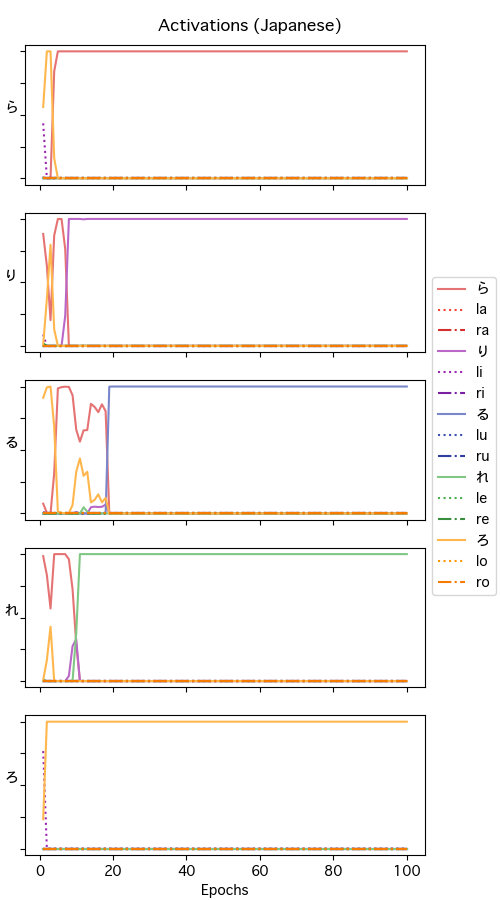 Activations (Japanese)
ら
り
る
れ
ろ
0 20 40 60 80 100
Epochs
ら
la
ra
り
li
ri
る
lu
ru
れ
le
re
ろ
lo
ro